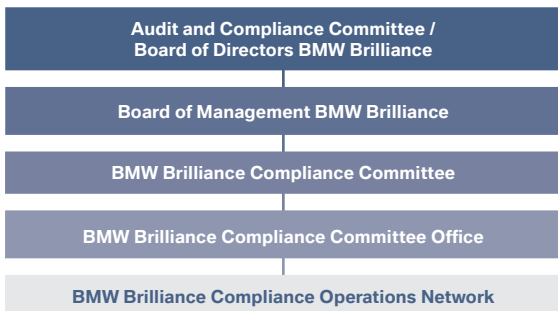 Audit and Compliance Committee /
Board of Directors BMW Brilliance
Board of Management BMW Brilliance
BMW Brilliance Compliance Committee
BMW Brilliance Compliance Committee Office
BMW Brilliance Compliance Operations Network